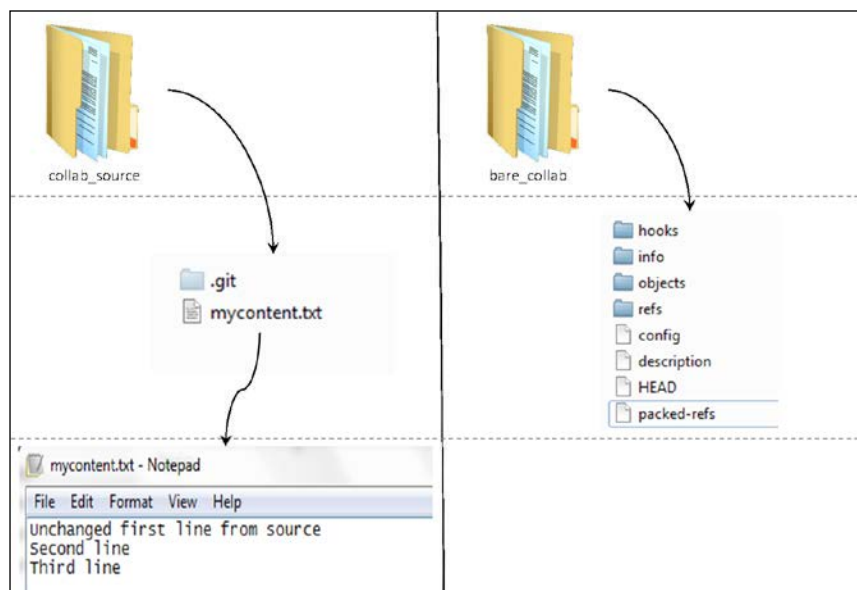 collab_source
.git
mycontent.txt
mycontent.txt - Notepad
File Edit Format View Help
Unchanged first line from source
Second line
Third line
bare_collab
hooks
info
objects
refs
config
description
HEAD
packed-refs